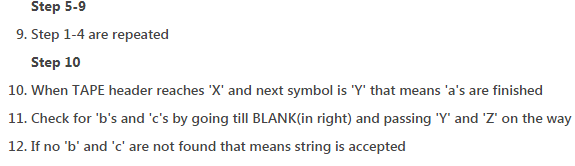 Step 5-9
9. Step 1-4 are repeated
Step 10
10. When TAPE header reaches 'X' and next symbol is 'Y' that means 'a's are finished
11. Check for 'b's and 'c's by going till BLANK(in right) and passing 'Y' and 'Z' on the way
12. If no 'b' and 'c' are not found that means string is accepted